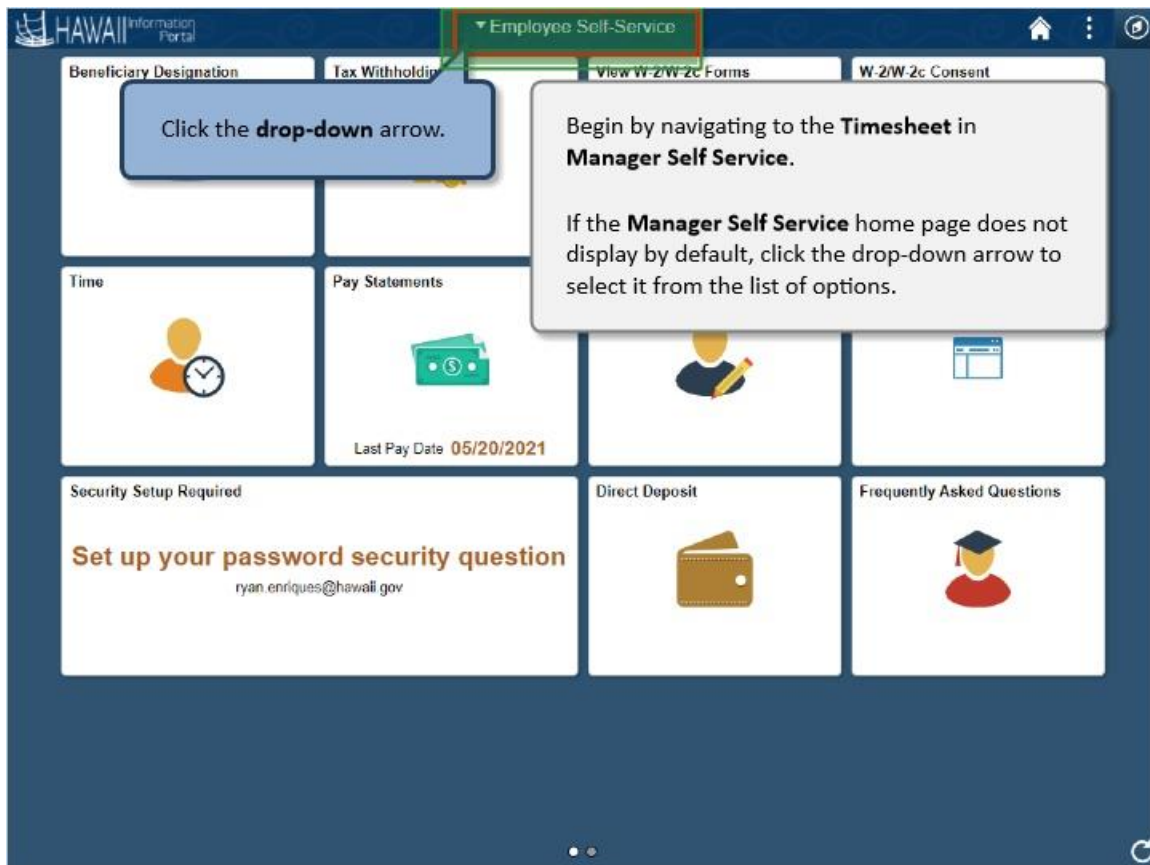 HAWAII Information Portal
Employee Self-Service
Beneficiary Designation
View W-2/W-2c Forms
W-2/W-2c Consent
Click the drop-down arrow.
Begin by navigating to the Timesheet in
Manager Self Service.
If the Manager Self Service home page does not
display by default, click the drop-down arrow to
select it from the list of options.
Time
Pay Statements
Last Pay Date 05/20/2021
Security Setup Required
Set up your password security question
ryan.enriques@hawaii.gov
Direct Deposit
Frequently Asked Questions